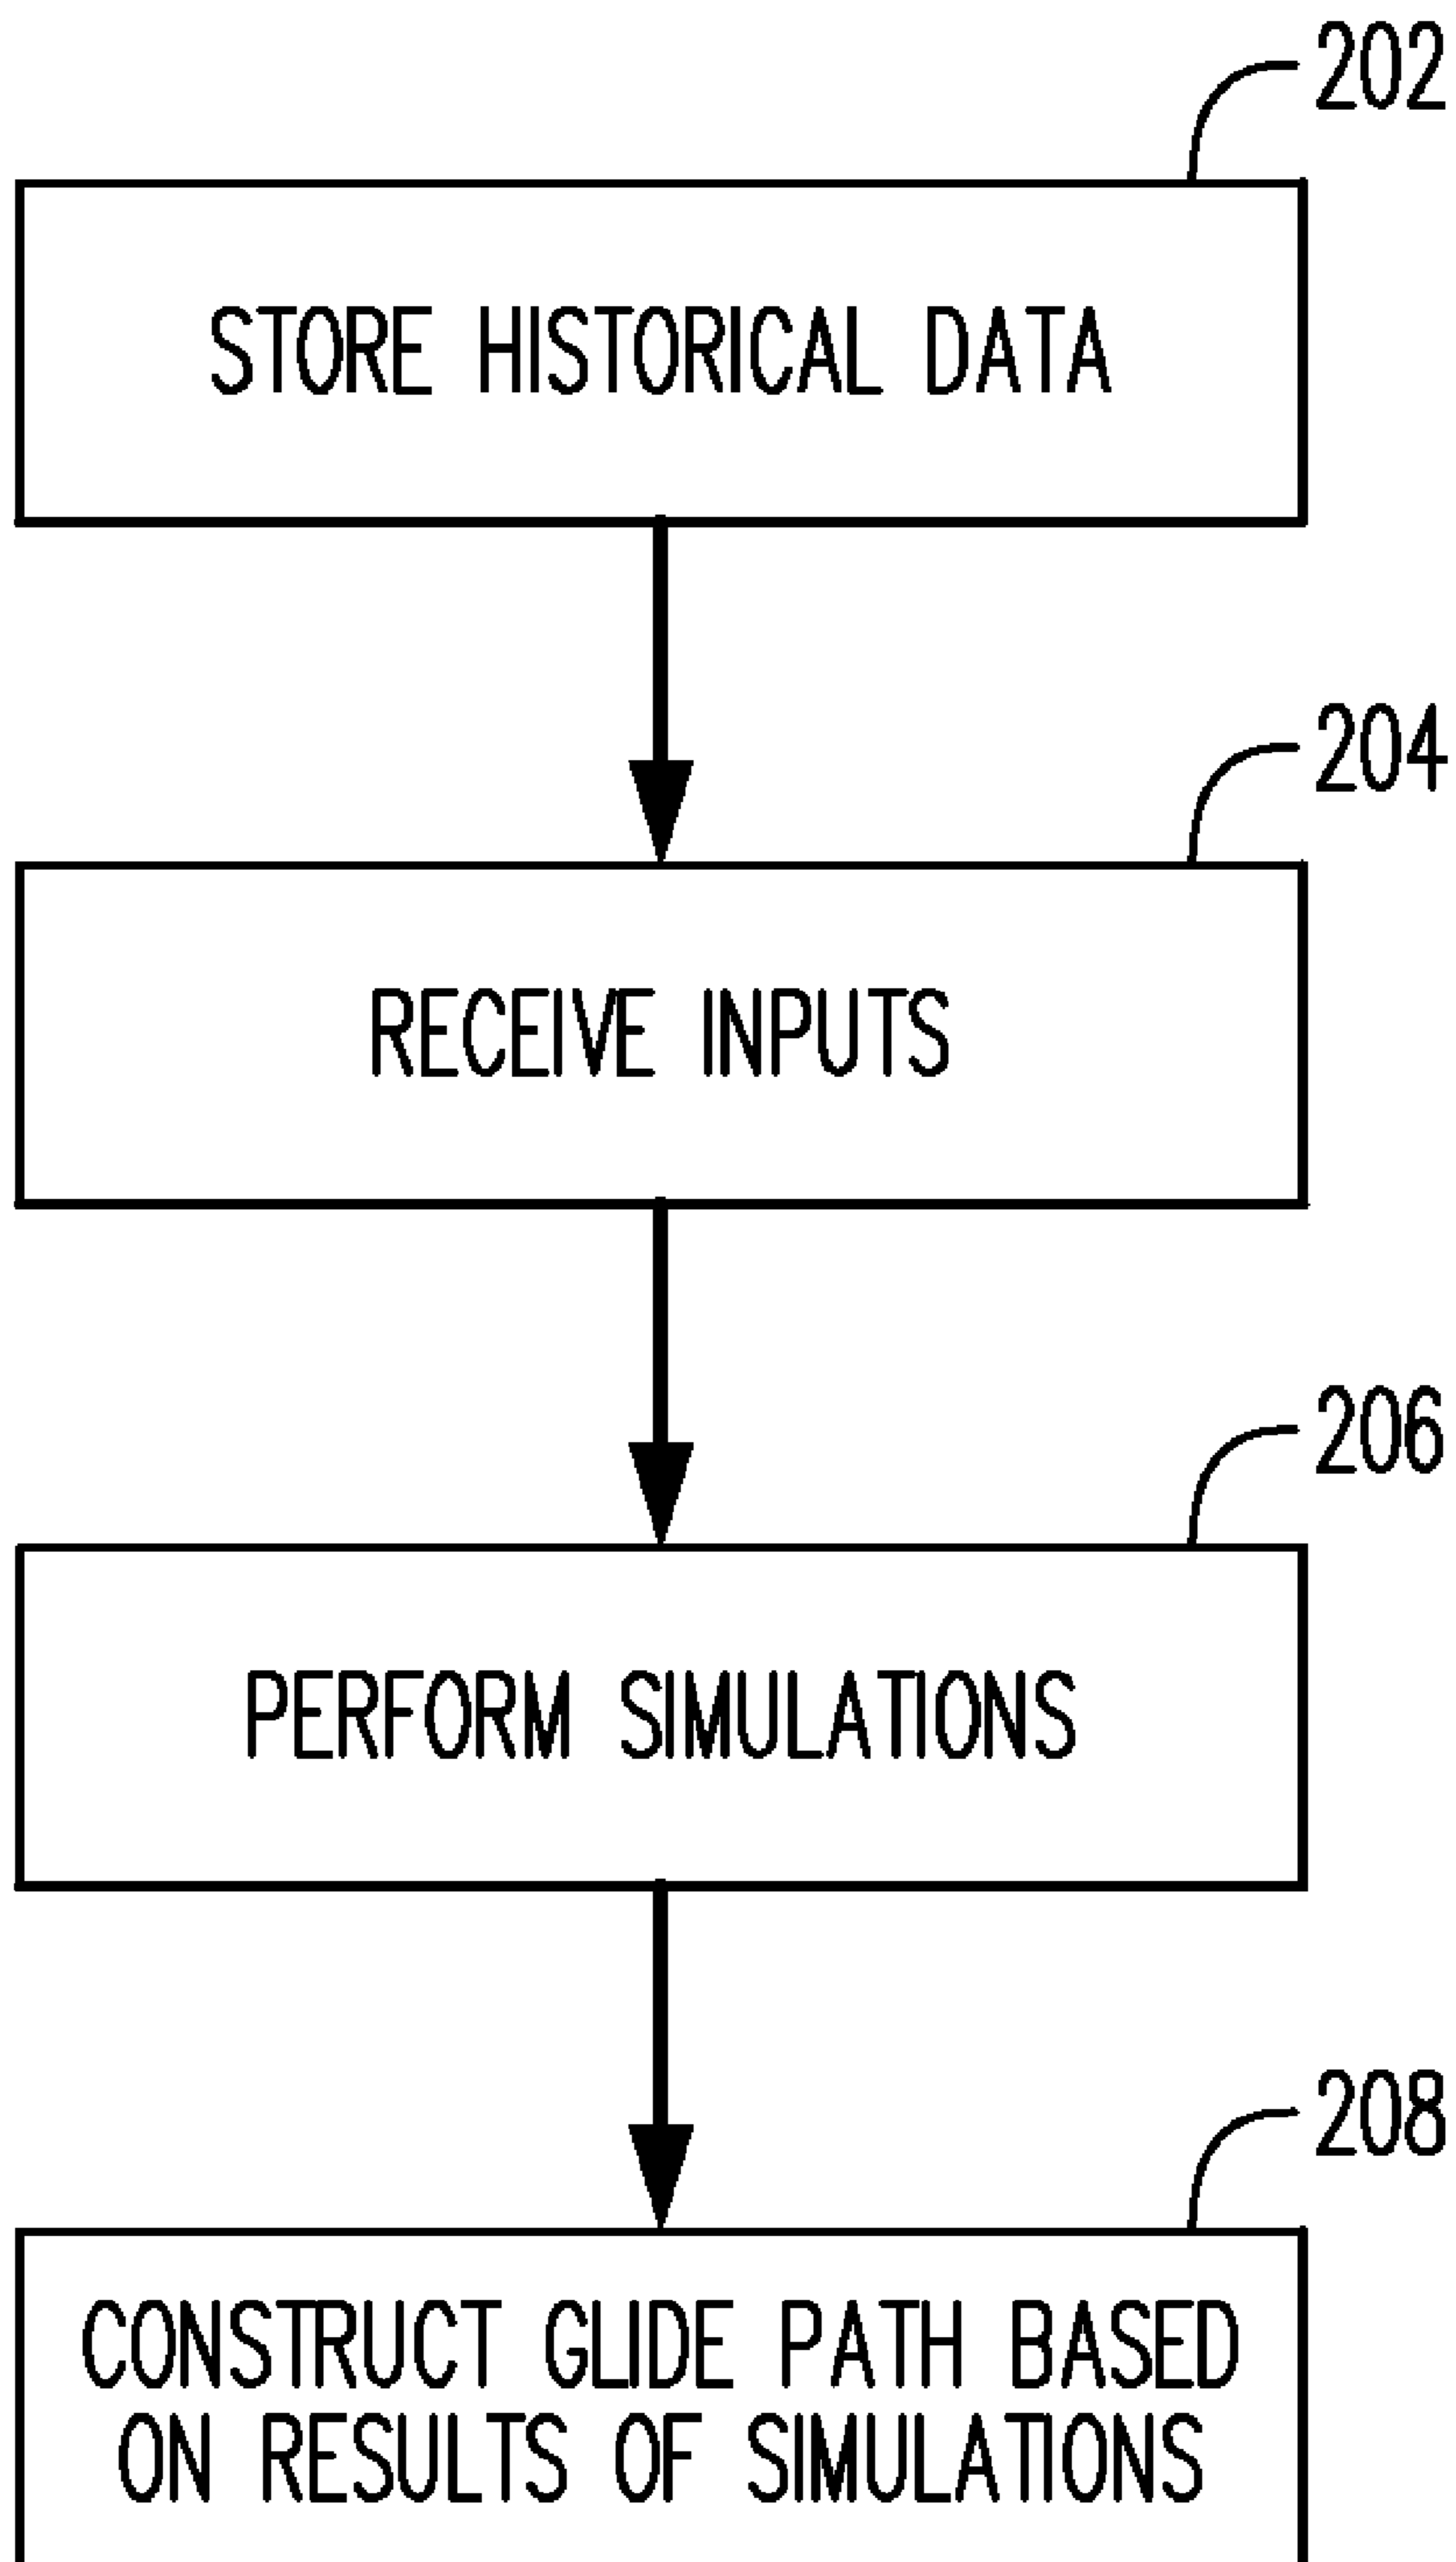 202
STORE HISTORICAL DATA
204
RECEIVE INPUTS
206
PERFORM SIMULATIONS
208
CONSTRUCT GLIDE PATH BASED
ON RESULTS OF SIMULATIONS